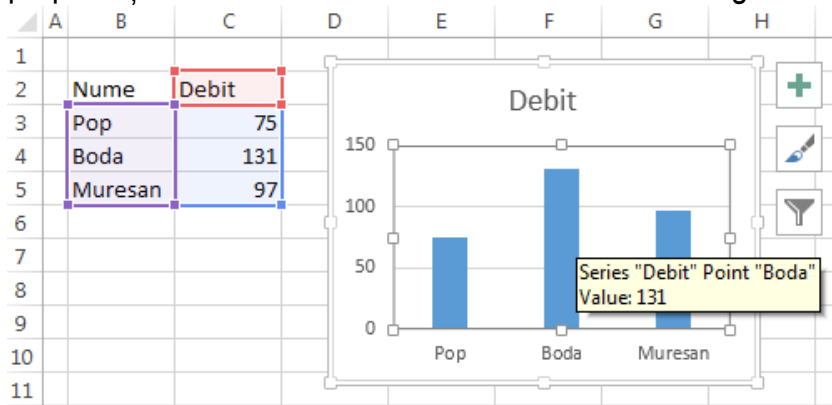 A B C D E F G H
1
2 Nume Debit
3 Pop 75
4 Boda 131
5 Muresan 97
6
7
8
9
10
11
Debit
150
100
50
0
Pop Boda Muresan
Series "Debit" Point "Boda"
Value: 131